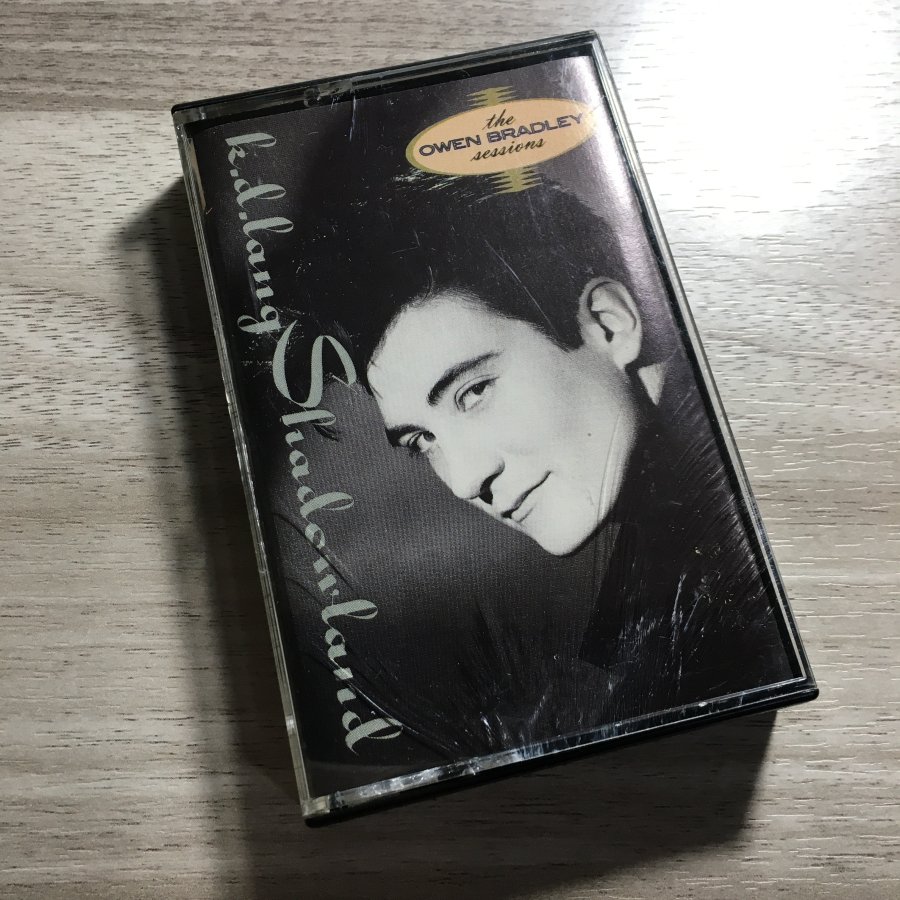 the
OWEN BRADLEY
sessions
k.d. lang
Shadowland